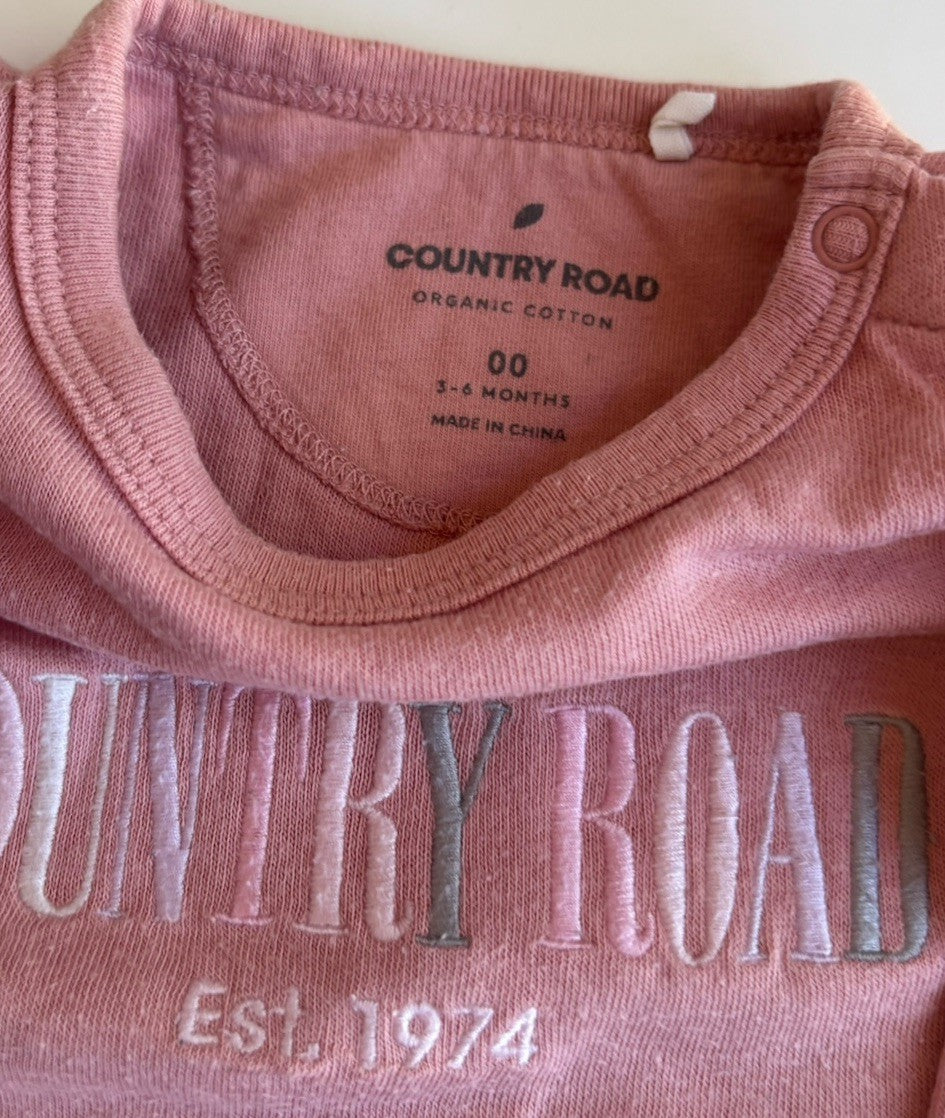 COUNTRY ROAD
ORGANIC COTTON
00
3-6 MONTHS
MADE IN CHINA
OUNTRY ROAD
Est. 1974